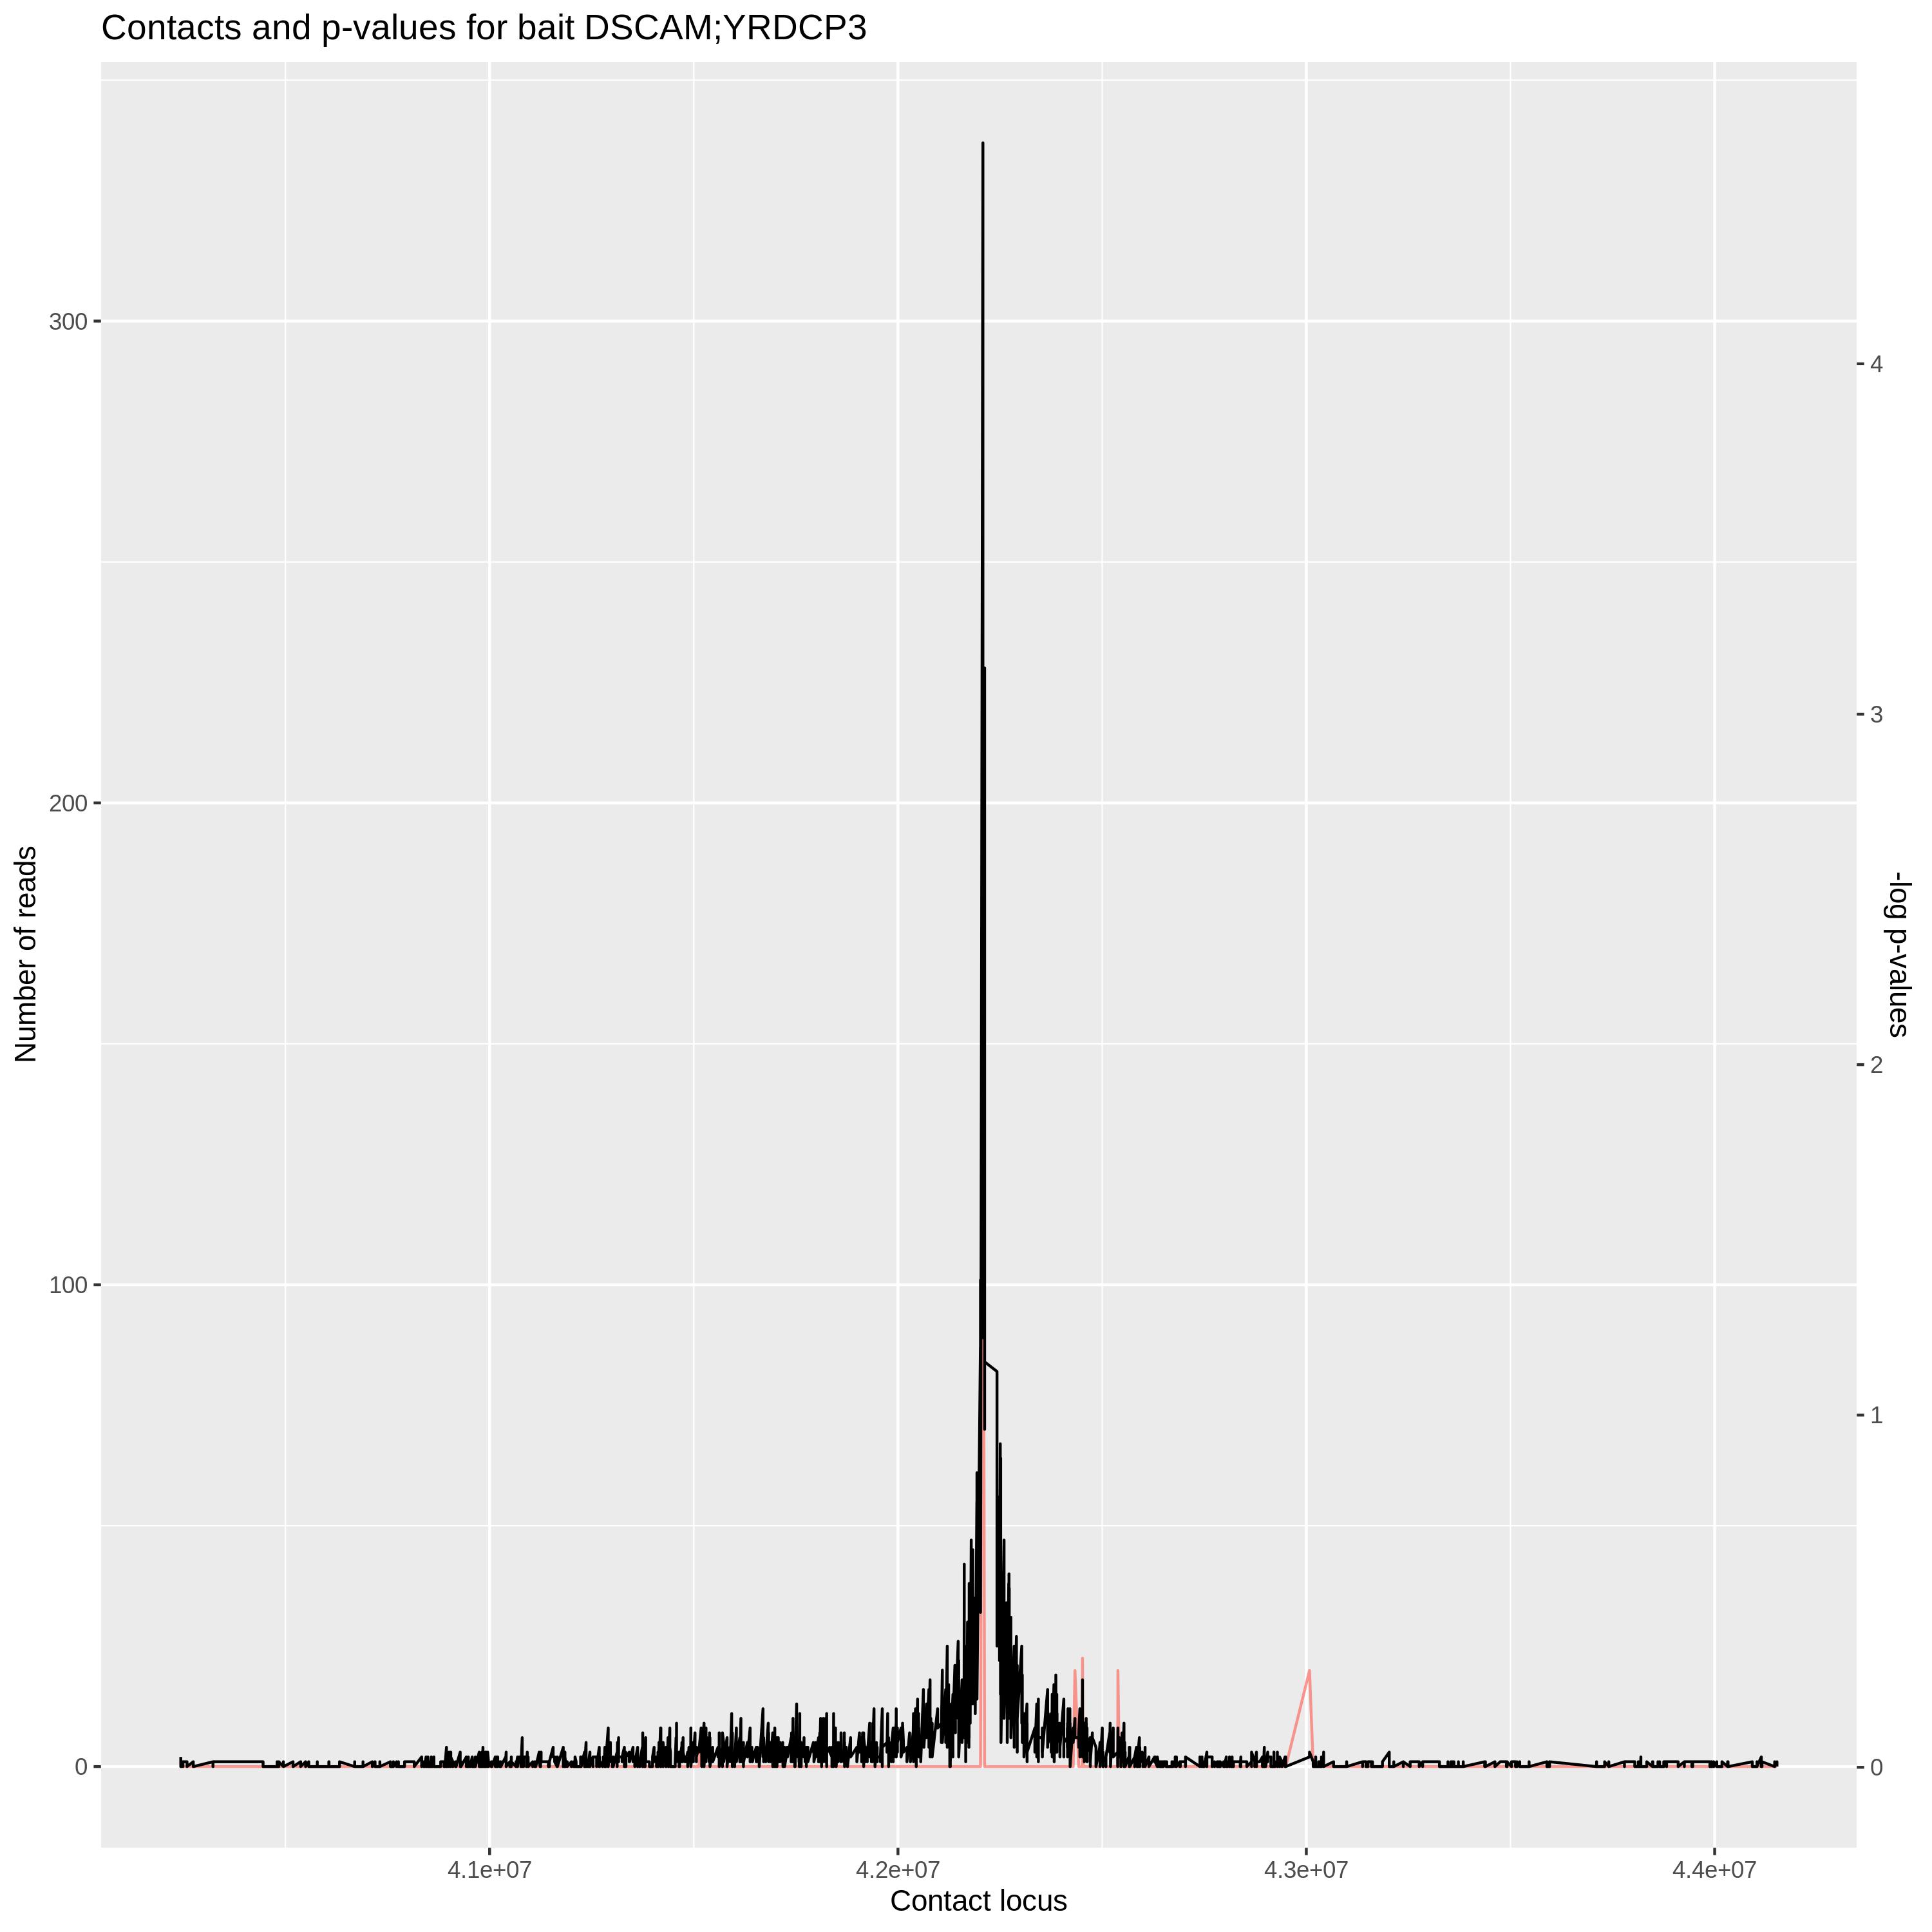 Contacts and p-values for bait DSCAM;YRDCP3
300
200
100
0
Number of reads
4
3
2
1
0
-log p-values
4.1e+07
4.2e+07
4.3e+07
4.4e+07
Contact locus